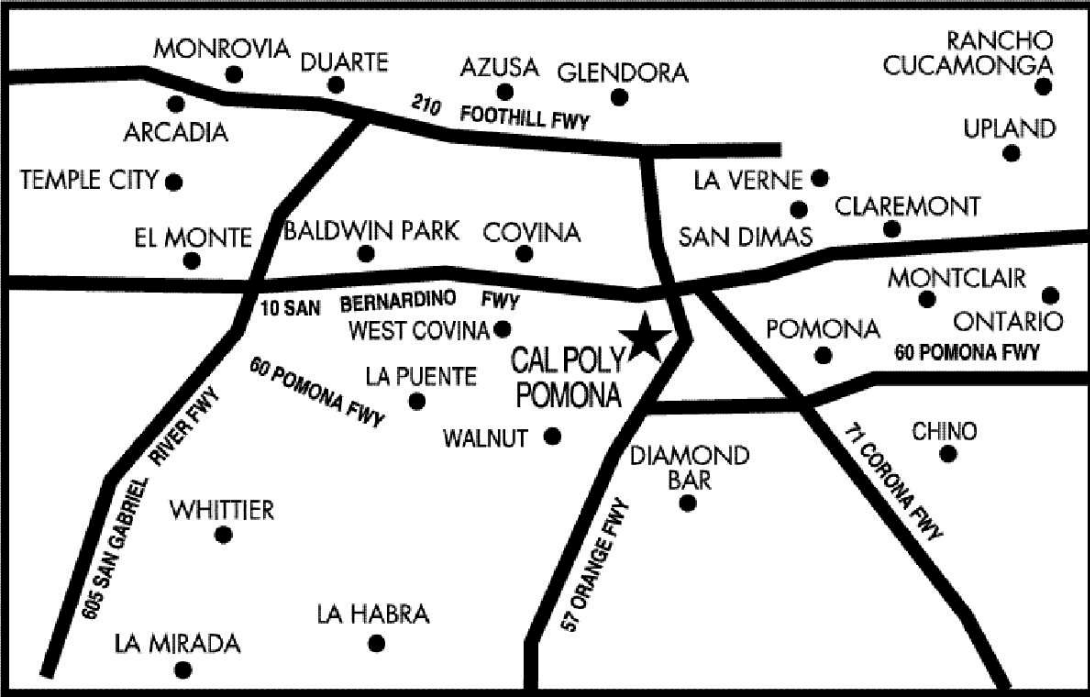 MONROVIA
DUARTE
AZUSA
GLENDORA
RANCHO
CUCAMONGA
ARCADIA
210 FOOTHILL FWY
UPLAND
TEMPLE CITY
LA VERNE
CLAREMONT
EL MONTE
BALDWIN PARK
COVINA
SAN DIMAS
10 SAN BERNARDINO FWY
MONTCLAIR
ONTARIO
WEST COVINA
POMONA
60 POMONA FWY
CAL POLY
POMONA
60 POMONA FWY
LA PUENTE
WALNUT
605 SAN GABRIEL RIVER FWY
DIAMOND
BAR
71 CORONA FWY
CHINO
WHITTIER
57 ORANGE FWY
LA HABRA
LA MIRADA